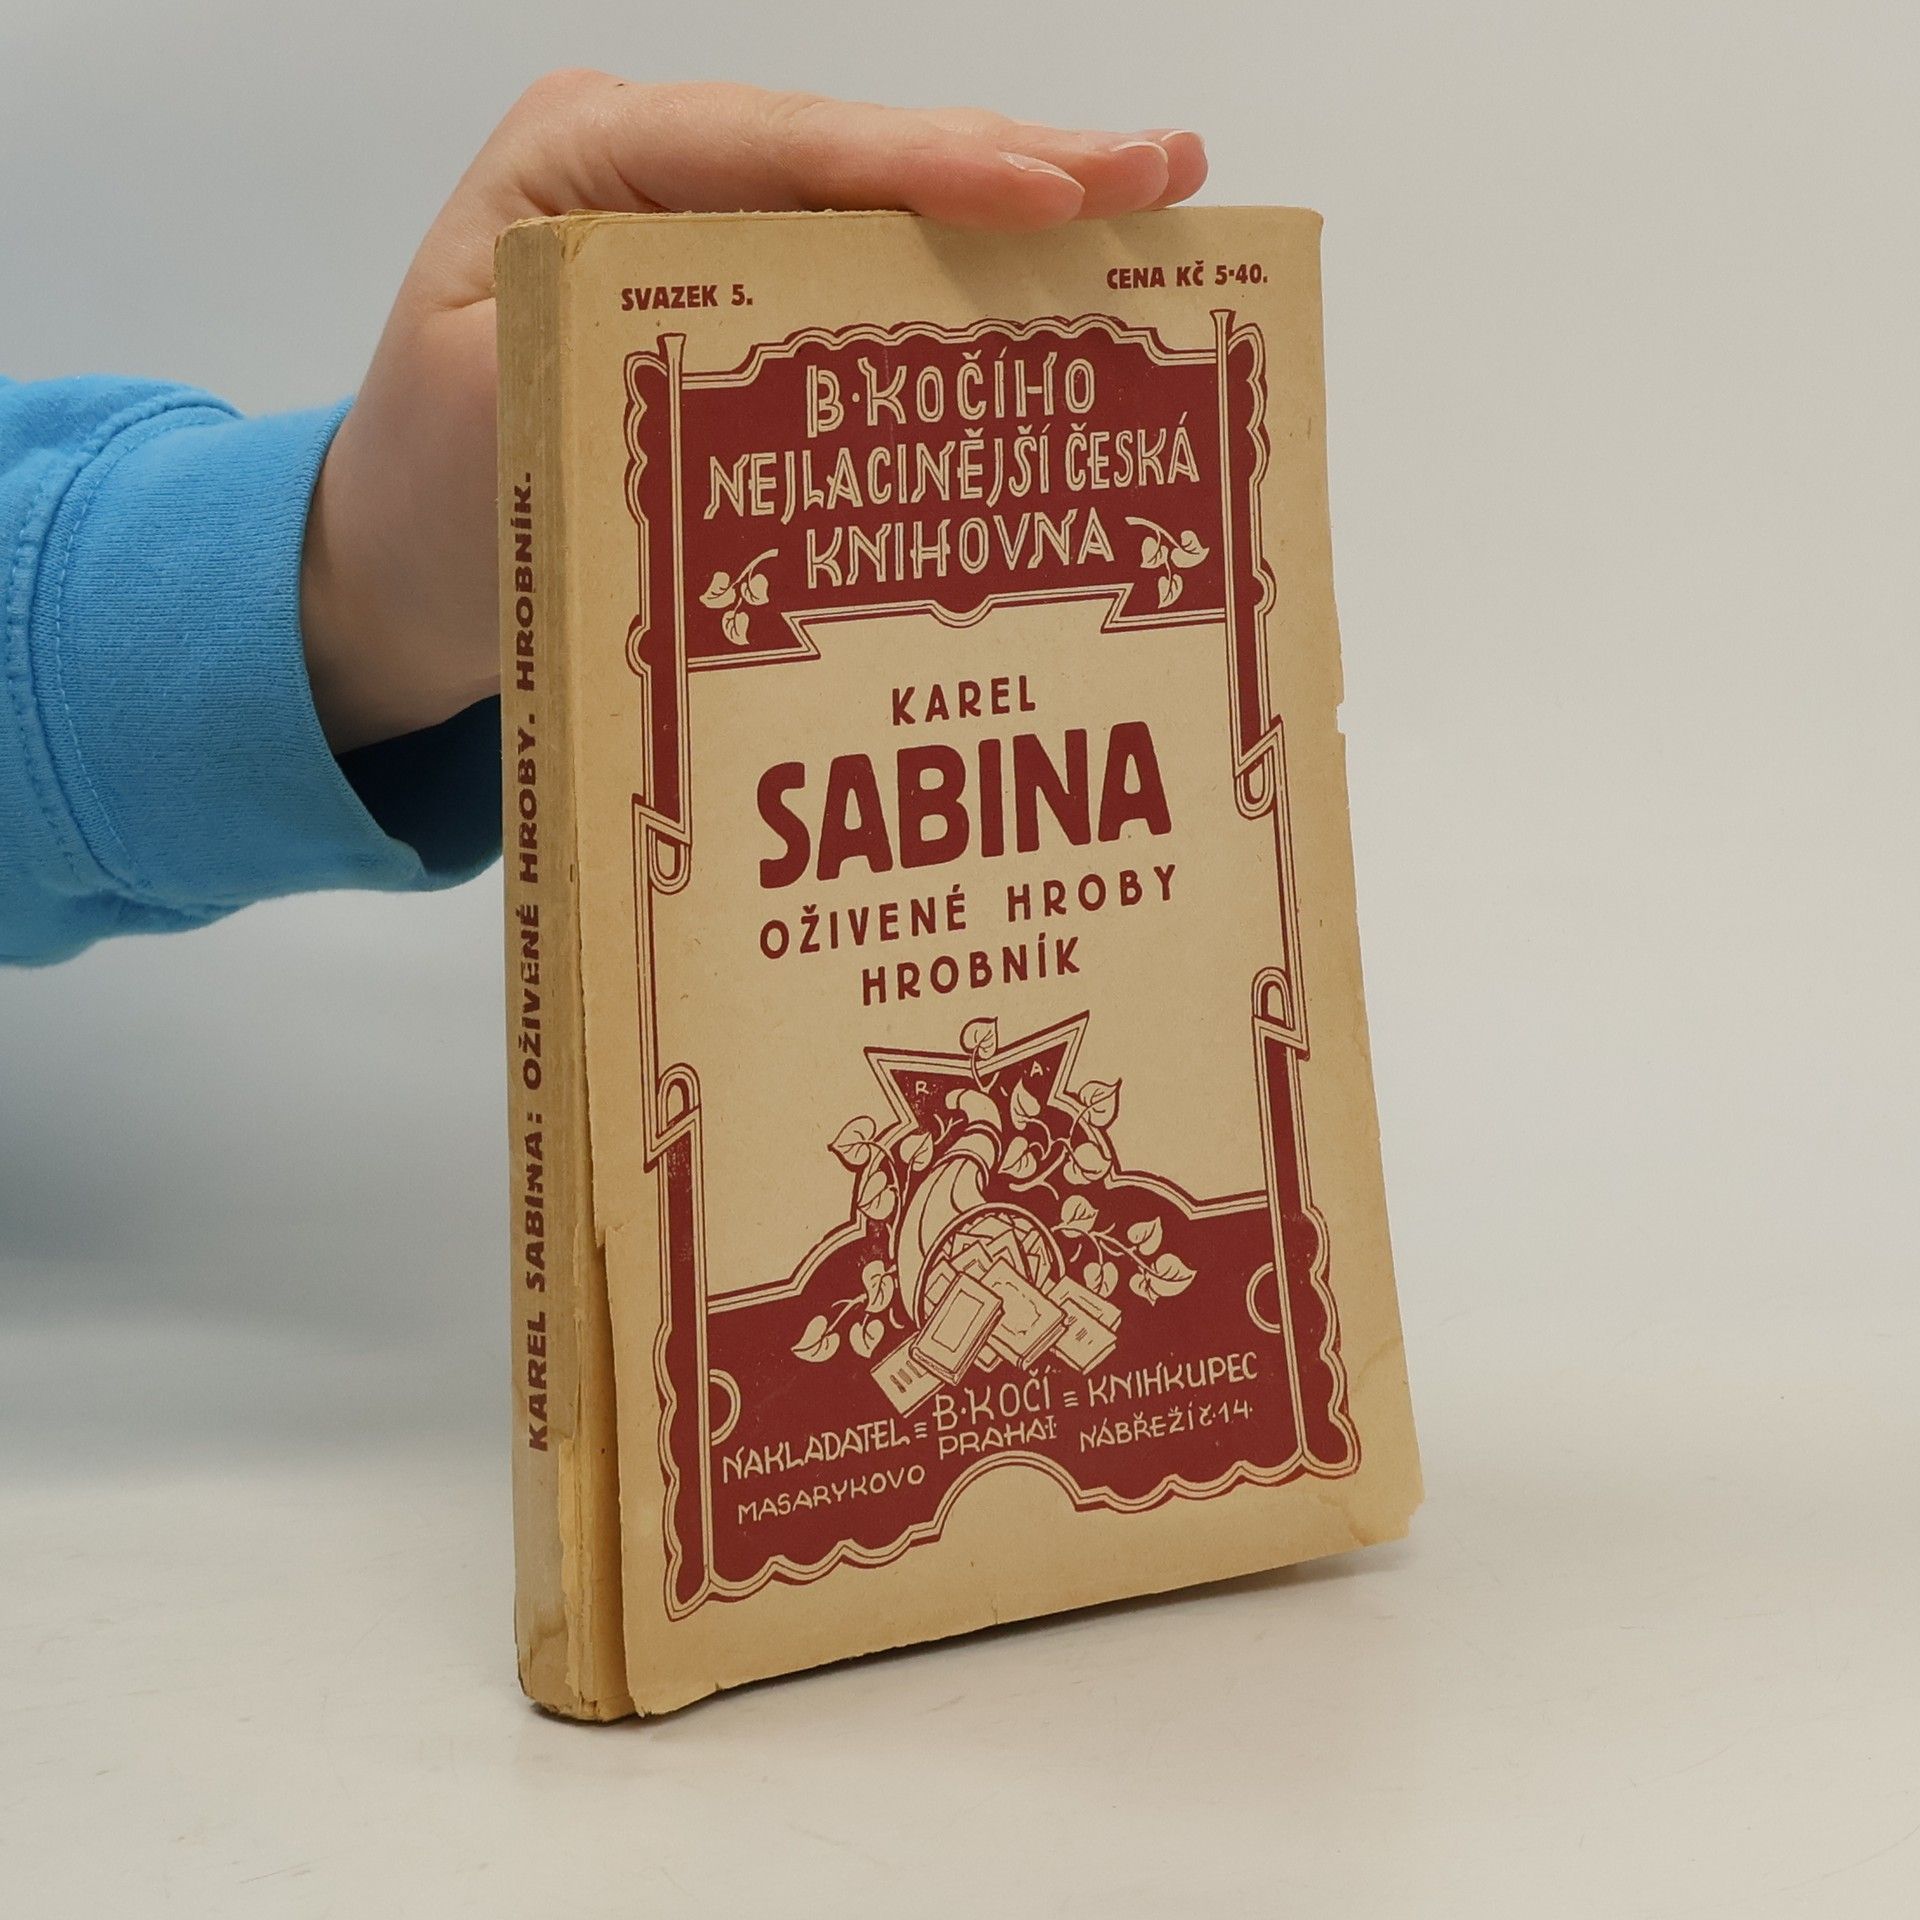 SVAZEK 5.
CENA KČ 5·40.
B·KOČÍHO
NEJLACINĚJŠÍ ČESKÁ
KNIHOVNA
KAREL
SABINA
OŽIVENÉ HROBY
HROBNÍK
R. A.
NAKLADATEL ≡ B·KOČÍ ≡ KNIHKUPEC
MASARYKOVO PRAHA·I· NÁBŘEŽÍ č·14·
KAREL SABINA: OŽIVENÉ HROBY. HROBNÍK.